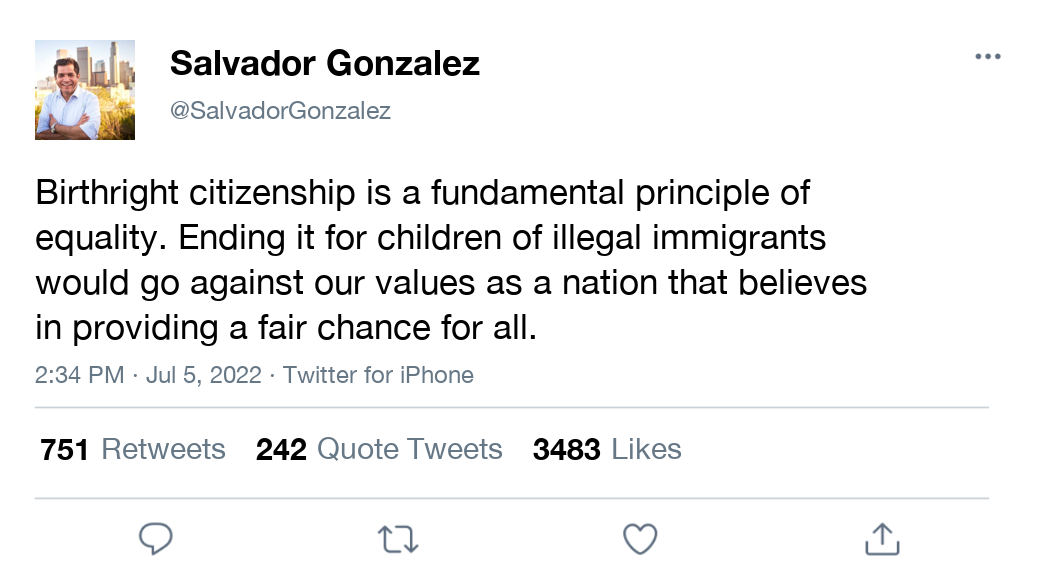 Salvador Gonzalez
@SalvadorGonzalez
Birthright citizenship is a fundamental principle of
equality. Ending it for children of illegal immigrants
would go against our values as a nation that believes
in providing a fair chance for all.
2:34 PM · Jul 5, 2022 · Twitter for iPhone
751 Retweets 242 Quote Tweets 3483 Likes